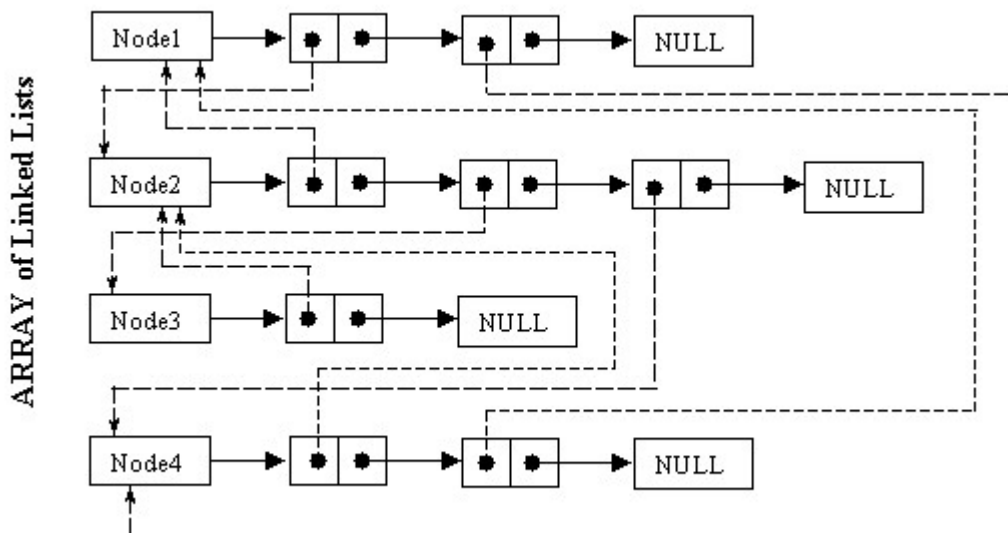 ARRAY of Linked Lists
Node1
NULL
Node2
NULL
Node3
NULL
Node4
NULL